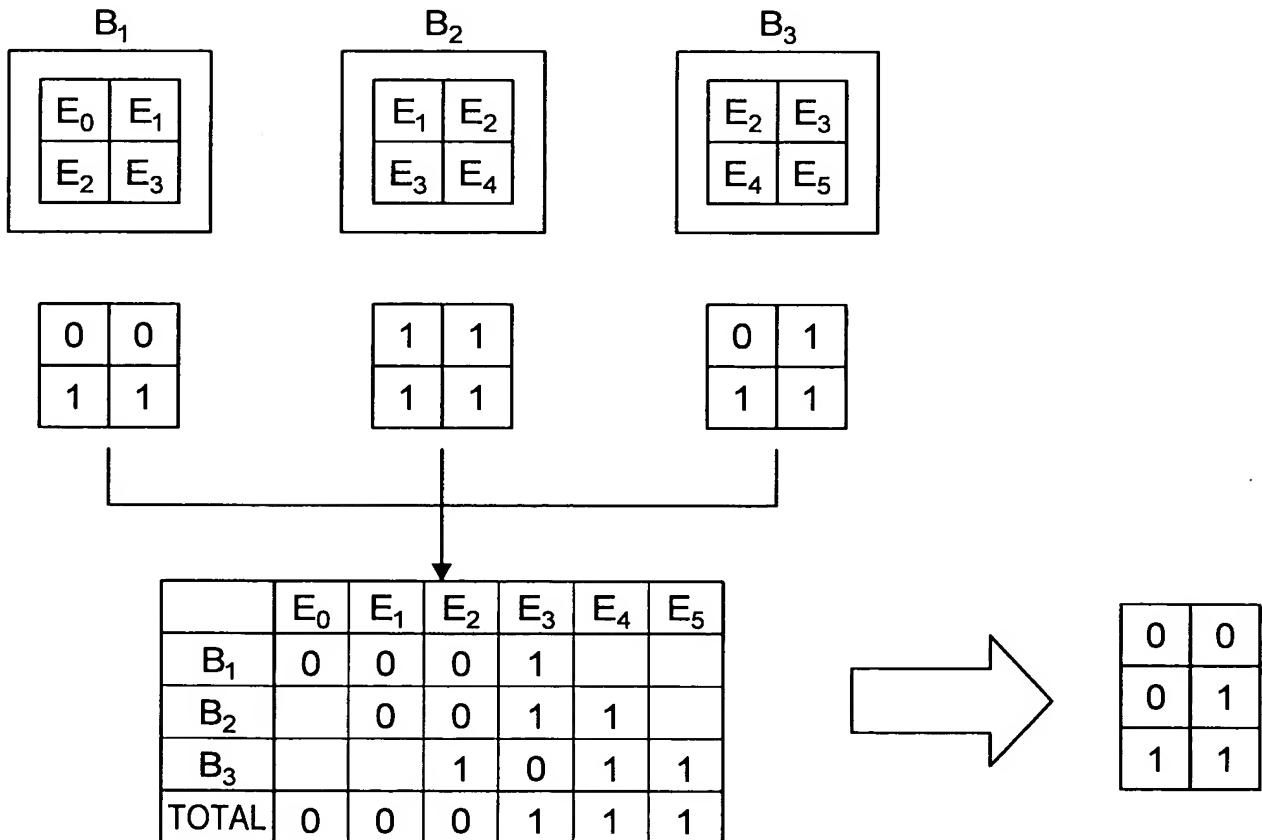 B₁ B₂ B₃
E₀ E₁ E₁ E₂ E₂ E₃
E₂ E₃ E₃ E₄ E₄ E₅
0 0 1 1 0 1
1 1 1 1 1 1
E₀ E₁ E₂ E₃ E₄ E₅
B₁ 0 0 0 1
B₂ 0 0 1 1
B₃ 1 0 1 1
TOTAL 0 0 0 1 1 1
0 0
0 1
1 1